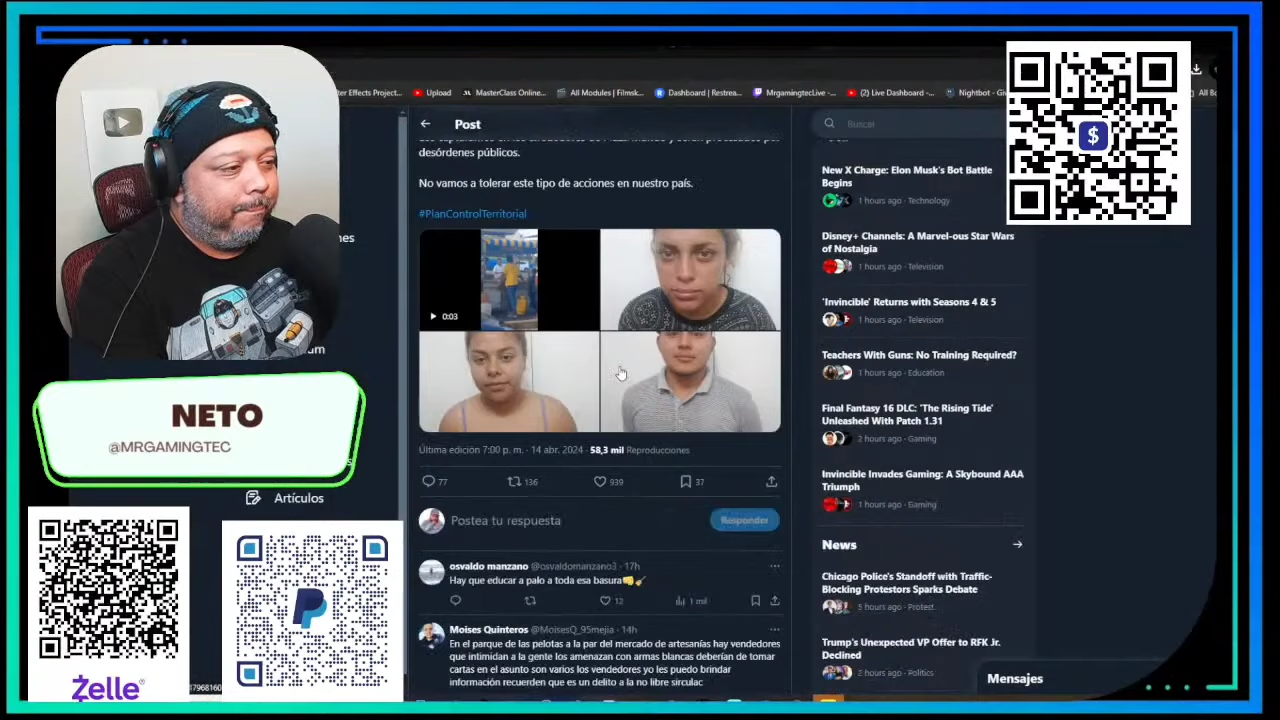 ter Effects Project...
Upload
MasterClass Online...
All Modules | Filmsk...
Dashboard | Restrea...
MrgamingtecLive -...
(2) Live Dashboard -...
Nightbot - Gi
All Bo
Post
desórdenes públicos.
No vamos a tolerar este tipo de acciones en nuestro país.
#PlanControlTerritorial
0:03
Última edición 7:00 p. m. · 14 abr. 2024 · 58,3 mil Reproducciones
77
136
939
37
Postea tu respuesta
Responder
osvaldo manzano @osvaldomanzano3 · 17h
Hay que educar a palo a toda esa basura
12
1 mil
Moises Quinteros @MoisesQ_95mejia · 14h
En el parque de las pelotas a la par del mercado de artesanías hay vendedores
que intimidan a la gente los amenazan con armas blancas deberían de tomar
cartas en el asunto son varios los vendedores yo les puedo brindar
información recuerden que es un delito a la no libre sirculac
Buscar
New X Charge: Elon Musk's Bot Battle
Begins
1 hours ago · Technology
Disney+ Channels: A Marvel-ous Star Wars
of Nostalgia
1 hours ago · Television
'Invincible' Returns with Seasons 4 & 5
1 hours ago · Television
Teachers With Guns: No Training Required?
1 hours ago · Education
Final Fantasy 16 DLC: 'The Rising Tide'
Unleashed With Patch 1.31
2 hours ago · Gaming
Invincible Invades Gaming: A Skybound AAA
Triumph
1 hours ago · Gaming
News
Chicago Police's Standoff with Traffic-
Blocking Protestors Sparks Debate
5 hours ago · Protest
Trump's Unexpected VP Offer to RFK Jr.
Declined
2 hours ago · Politics
Mensajes
$
nes
um
NETO
@MRGAMINGTEC
Artículos
Zelle
P